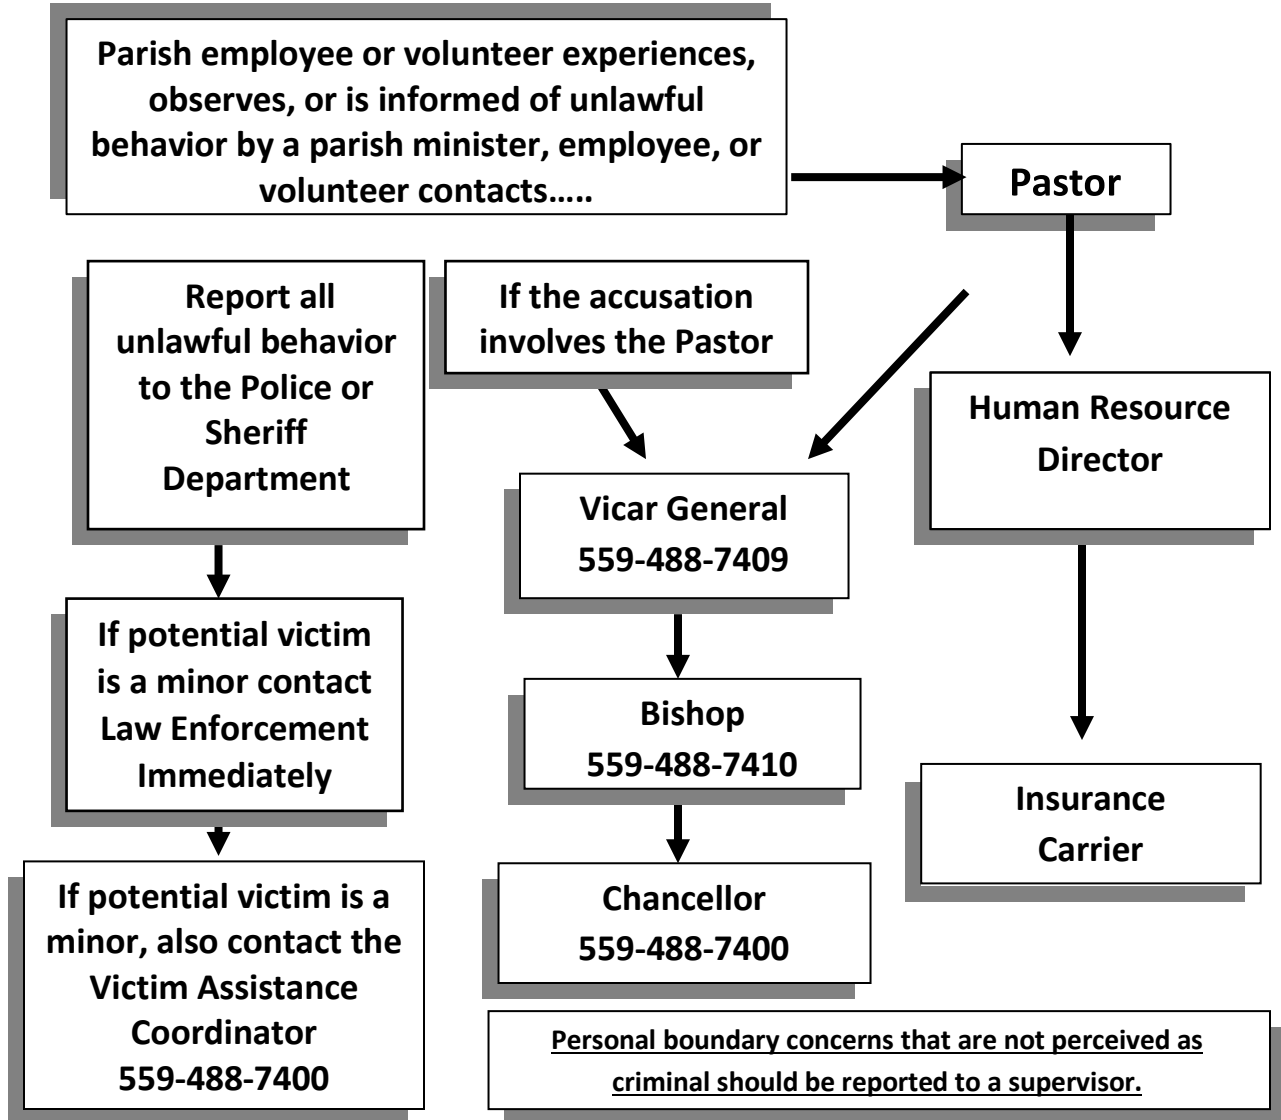 Parish employee or volunteer experiences,
observes, or is informed of unlawful
behavior by a parish minister, employee, or
volunteer contacts…..
Pastor
Report all
unlawful behavior
to the Police or
Sheriff
Department
If the accusation
involves the Pastor
Human Resource
Director
Vicar General
559-488-7409
If potential victim
is a minor contact
Law Enforcement
Immediately
Bishop
559-488-7410
Insurance
Carrier
If potential victim is a
minor, also contact the
Victim Assistance
Coordinator
559-488-7400
Chancellor
559-488-7400
Personal boundary concerns that are not perceived as
criminal should be reported to a supervisor.